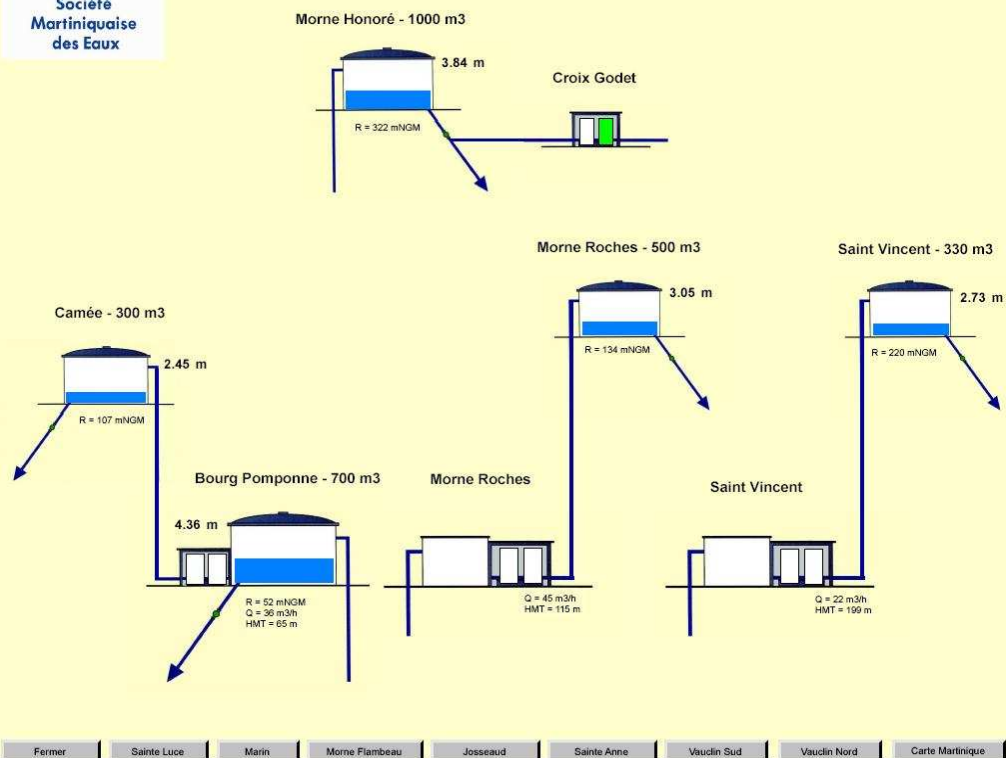 Société
Martiniquaise
des Eaux
Morne Honoré - 1000 m3
3.84 m
R = 322 mNGM
Croix Godet
Morne Roches - 500 m3
3.05 m
R = 134 mNGM
Saint Vincent - 330 m3
2.73 m
R = 220 mNGM
Camée - 300 m3
2.45 m
R = 107 mNGM
Bourg Pomponne - 700 m3
4.36 m
R = 52 mNGM
Q = 36 m3/h
HMT = 65 m
Morne Roches
Q = 45 m3/h
HMT = 115 m
Saint Vincent
Q = 22 m3/h
HMT = 199 m
Fermer Sainte Luce Marin Morne Flambeau Josseaud Sainte Anne Vauclin Sud Vauclin Nord Carte Martinique